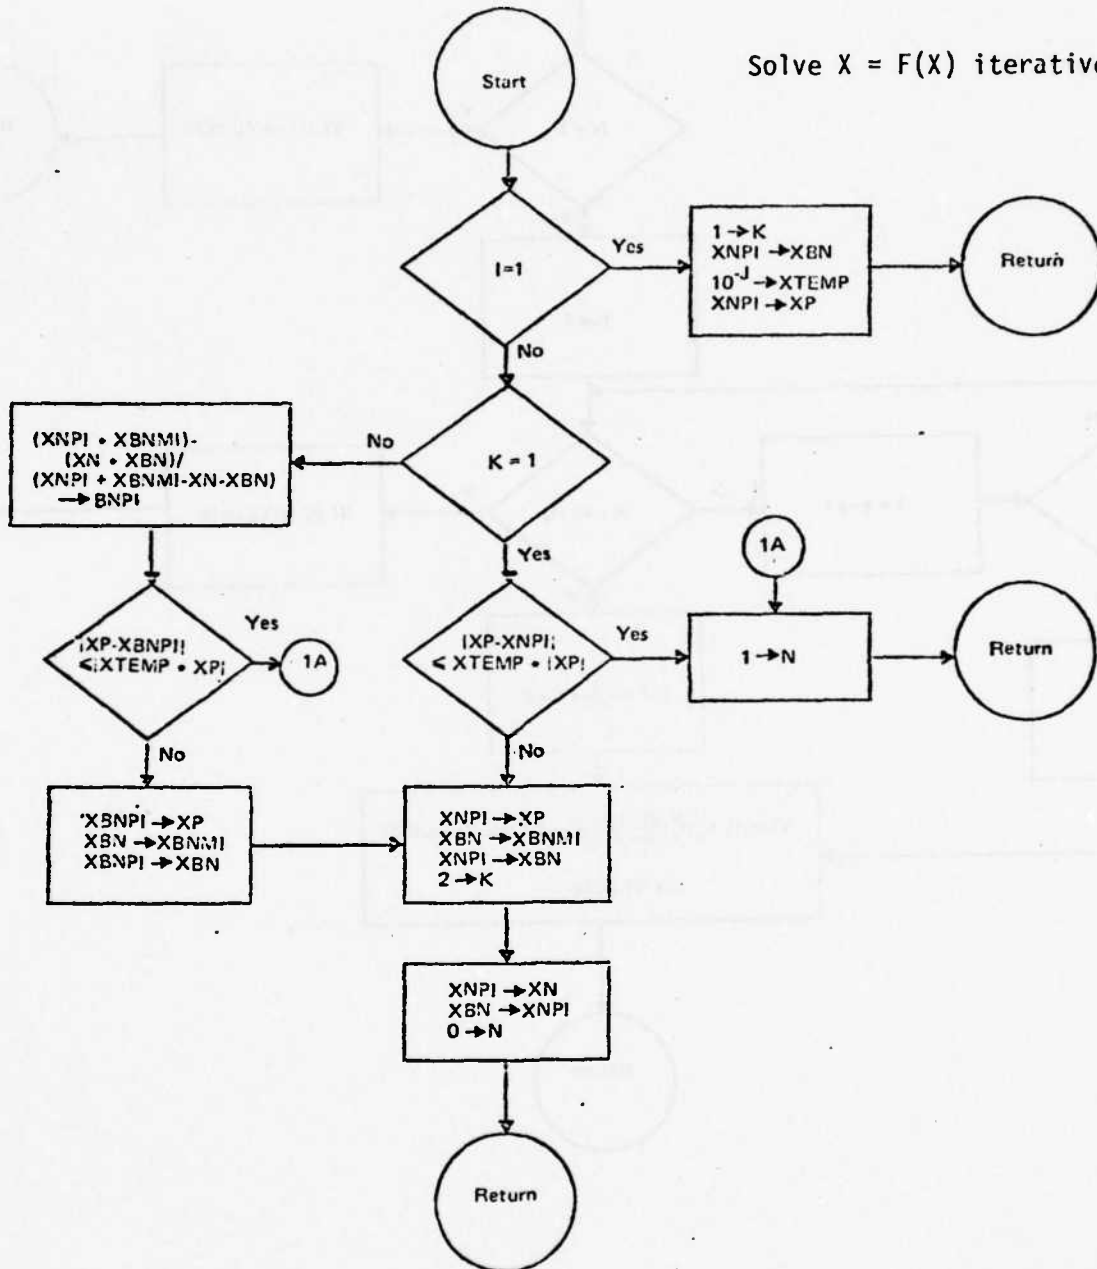 Solve X = F(X) iterative
Start
I=1
Yes
1 → K
XNPI → XBN
10^-J → XTEMP
XNPI → XP
Return
No
K = 1
No
(XNPI • XBNMI)-
(XN • XBN)/
(XNPI + XBNMI-XN-XBN)
→ BNPI
Yes
|XP-XBNPI|
≤|XTEMP • XP|
Yes
1A
|XP-XNPI|
≤ XTEMP • |XP|
Yes
1A
1 → N
Return
No
XBNPI → XP
XBN → XBNMI
XBNPI → XBN
No
XNPI → XP
XBN → XBNMI
XNPI → XBN
2 → K
XNPI → XN
XBN → XNPI
0 → N
Return